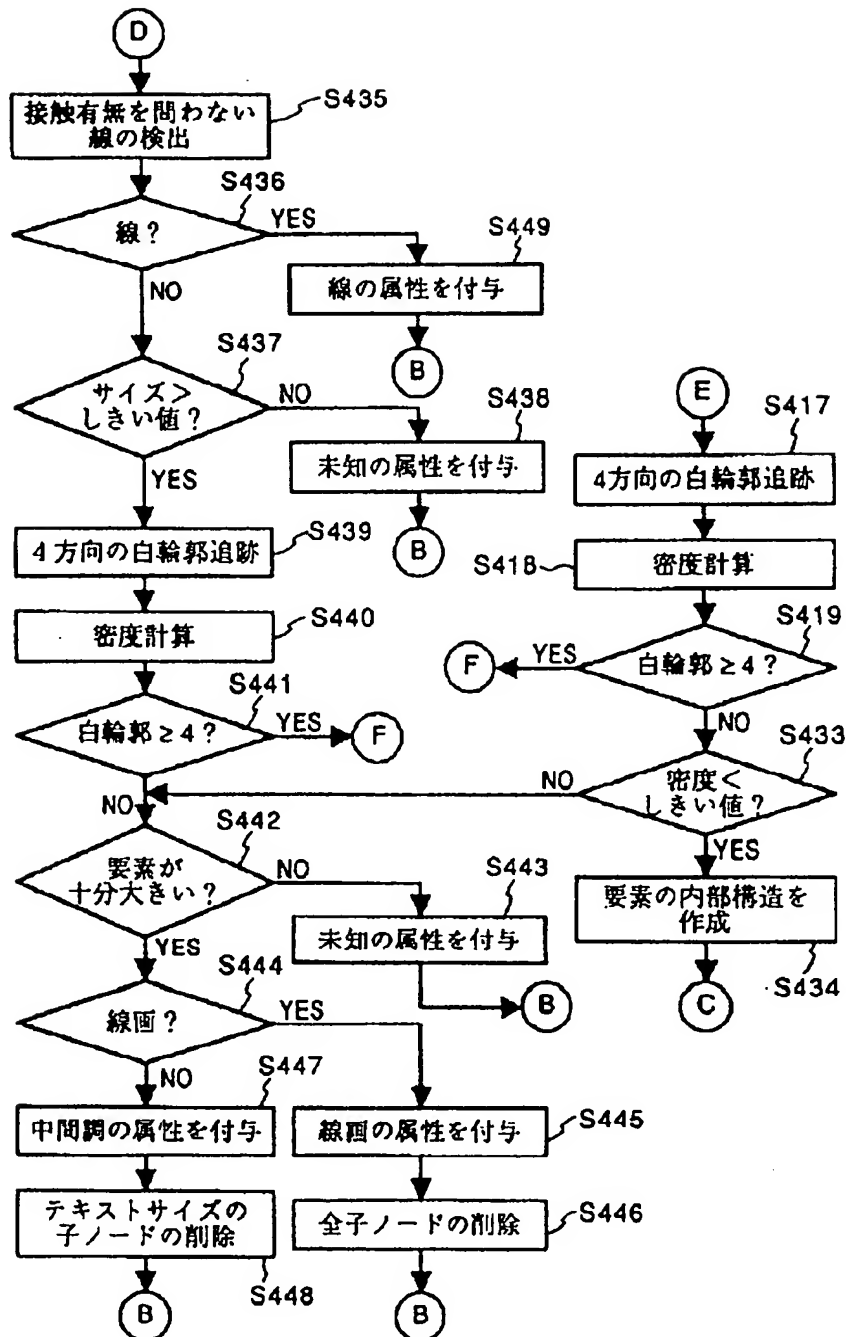 D
接触有無を問わない
線の検出
S435
S436
線?
YES
NO
S449
線の属性を付与
B
S437
サイズ>
しきい値?
NO
YES
S438
未知の属性を付与
B
S439
4方向の白輪郭追跡
S440
密度計算
S441
白輪郭≥4?
YES
F
NO
E
S417
4方向の白輪郭追跡
S418
密度計算
S419
白輪郭≥4?
YES
F
NO
S433
密度<
しきい値?
NO
YES
要素の内部構造を
作成
S434
C
S442
要素が
十分大きい?
NO
YES
S443
未知の属性を付与
B
S444
線画?
YES
NO
S447
中間調の属性を付与
テキストサイズの
子ノードの削除
S448
B
線画の属性を付与
S445
全子ノードの削除
S446
B